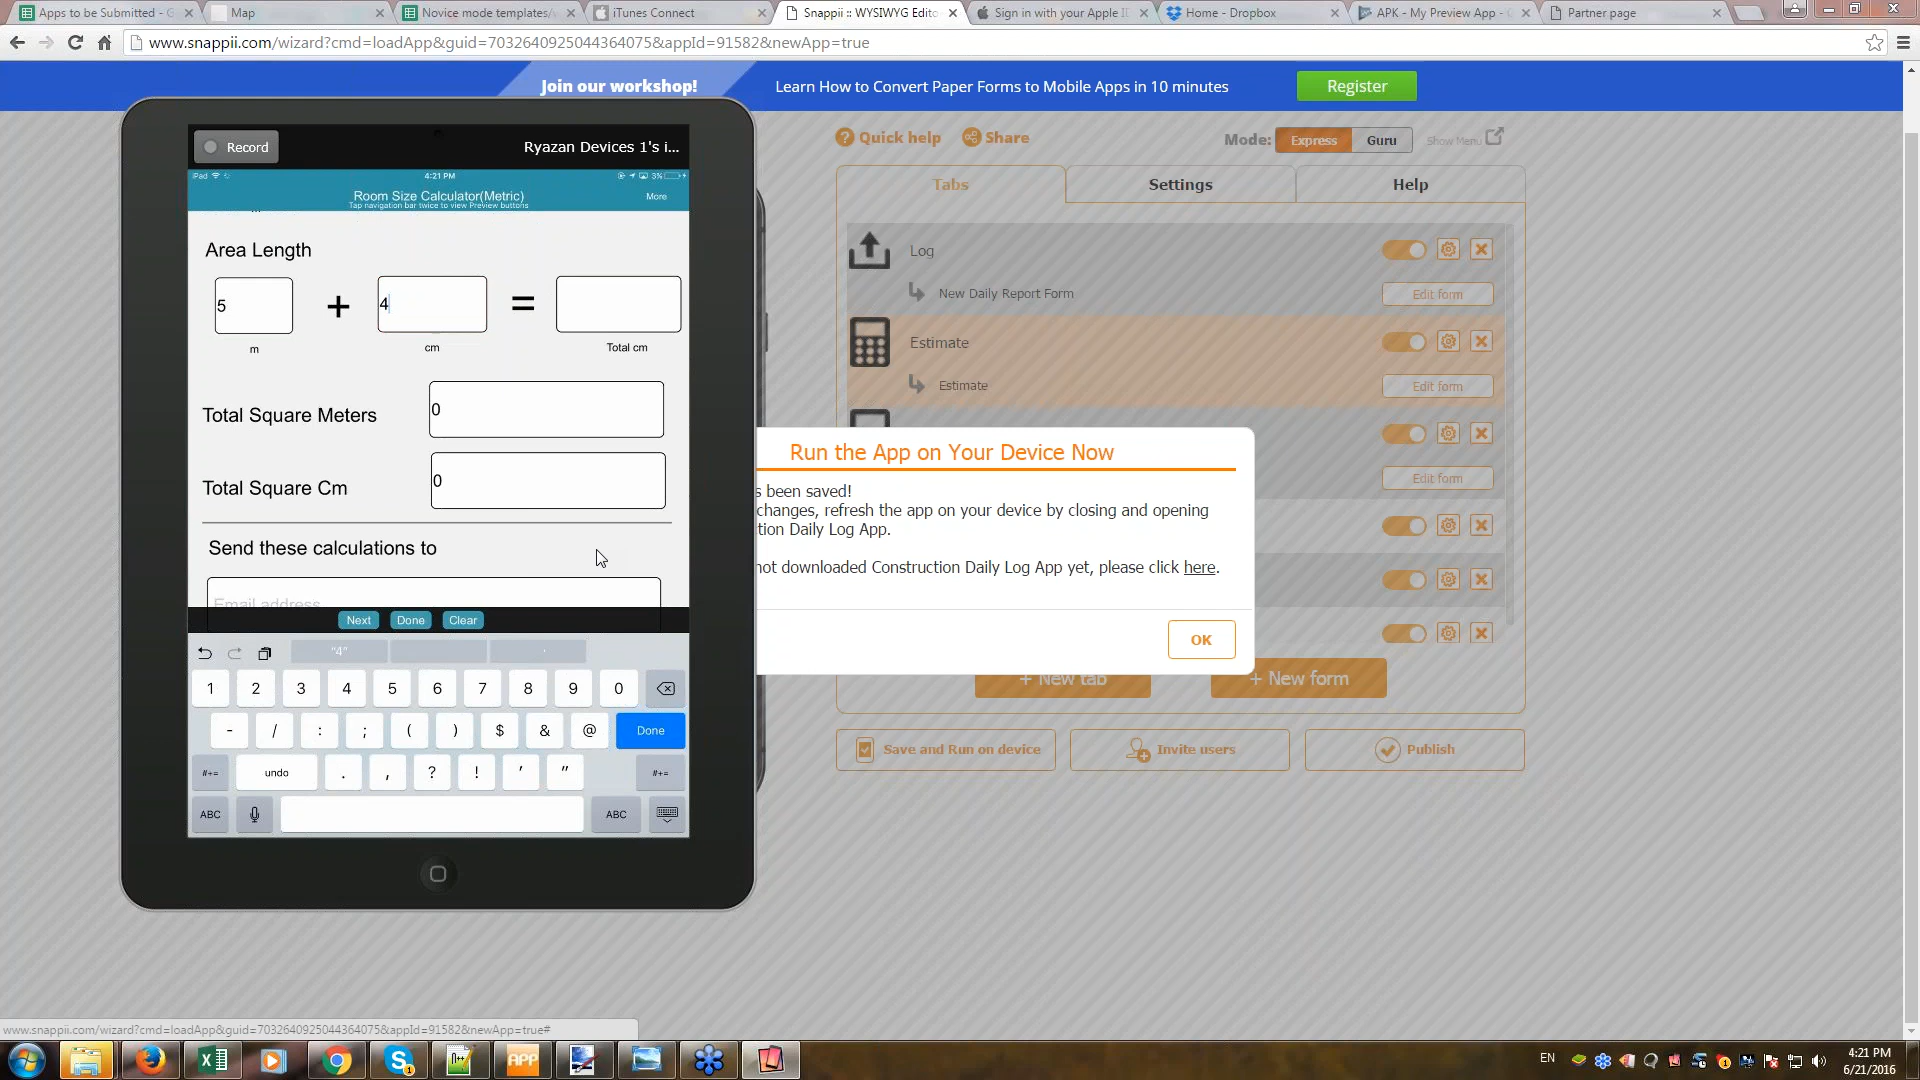 Apps to be Submitted - G
Map
Novice mode templates/
iTunes Connect
Snappii :: WYSIWYG Edito
Sign in with your Apple ID
Home - Dropbox
APK - My Preview App - G
Partner page
www.snappii.com/wizard?cmd=loadApp&guid=7032640925044364075&appId=91582&newApp=true
Join our workshop!
Learn How to Convert Paper Forms to Mobile Apps in 10 minutes
Register
Record
Ryazan Devices 1's i...
iPad
4:21 PM
3%
Room Size Calculator(Metric)
Tap navigation bar twice to view Preview buttons
More
Area Length
5
+
4
=
m
cm
Total cm
Total Square Meters
0
Total Square Cm
0
Send these calculations to
Email address
Next
Done
Clear
"4"
1 2 3 4 5 6 7 8 9 0
- / : ; ( ) $ & @ Done
#+= undo . , ? ! ' " #+=
ABC
ABC
Quick help
Share
Mode:
Express
Guru
Show Menu
Tabs
Settings
Help
Log
New Daily Report Form
Edit form
Estimate
Estimate
Edit form
Edit form
Run the App on Your Device Now
s been saved!
changes, refresh the app on your device by closing and opening
tion Daily Log App.
not downloaded Construction Daily Log App yet, please click here.
OK
+ New tab
+ New form
Save and Run on device
Invite users
Publish
www.snappii.com/wizard?cmd=loadApp&guid=7032640925044364075&appId=91582&newApp=true#
APP
EN
4:21 PM
6/21/2016